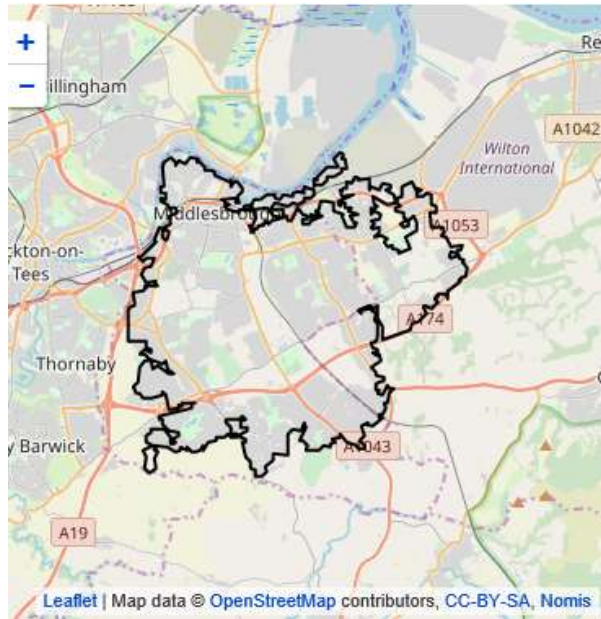 +
−
illingham
Re
A1042
Wilton
International
Middlesbrough
A1053
ckton-on-
Tees
A174
Thornaby
y Barwick
A1043
A19
Leaflet | Map data © OpenStreetMap contributors, CC-BY-SA, Nomis